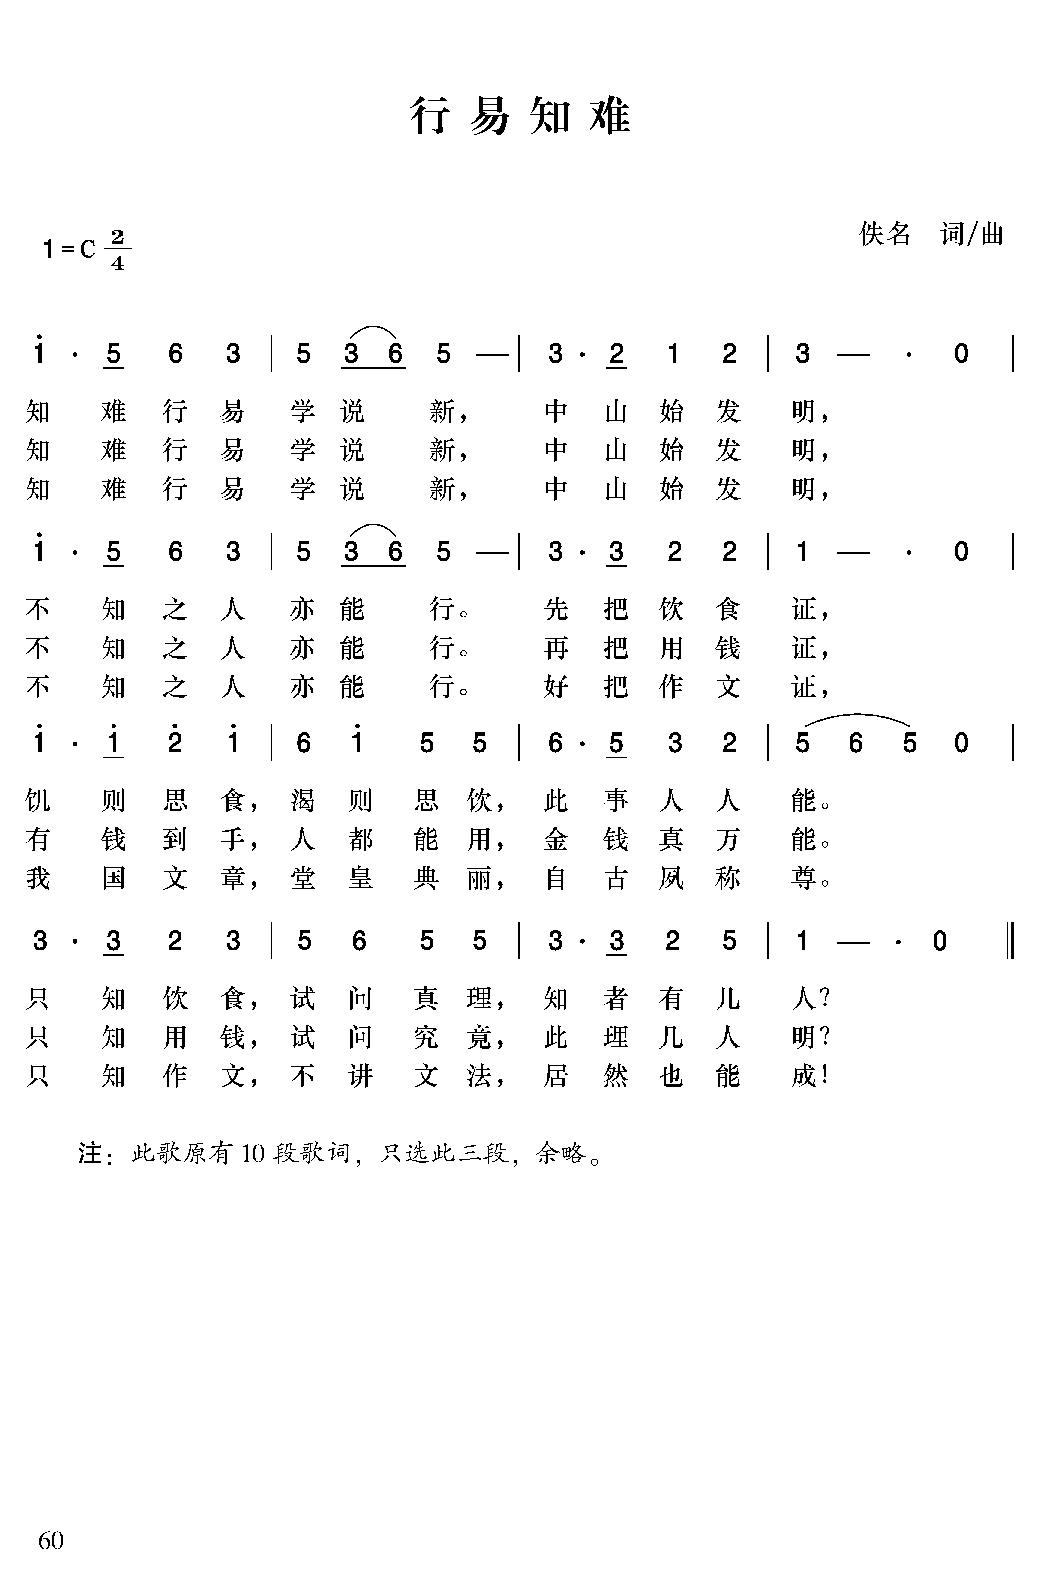 行易知难
1=C 2/4
佚名 词/曲
1̇ · 5 6 3 | 5 3 6 5 — | 3 · 2 1 2 | 3 — · 0 |
知难行易学说新，中山始发明，
知难行易学说新，中山始发明，
知难行易学说新，中山始发明，
1̇ · 5 6 3 | 5 3 6 5 — | 3 · 3 2 2 | 1 — · 0 |
不知之人亦能行。先把饮食证，
不知之人亦能行。再把用钱证，
不知之人亦能行。好把作文证，
1̇ · 1̇ 2̇ 1̇ | 6 1̇ 5 5 | 6 · 5 3 2 | 5 6 5 0 |
饥则思食，渴则思饮，此事人人能。
有钱到手，人都能用，金钱真万能。
我国文章，堂皇典丽，自古夙称尊。
3 · 3 2 3 | 5 6 5 5 | 3 · 3 2 5 | 1 — · 0 ‖
只知饮食，试问真理，知者有几人？
只知用钱，试问究竟，此理几人明？
只知作文，不讲文法，居然也能成！
注：此歌原有10段歌词，只选此三段，余略。
60